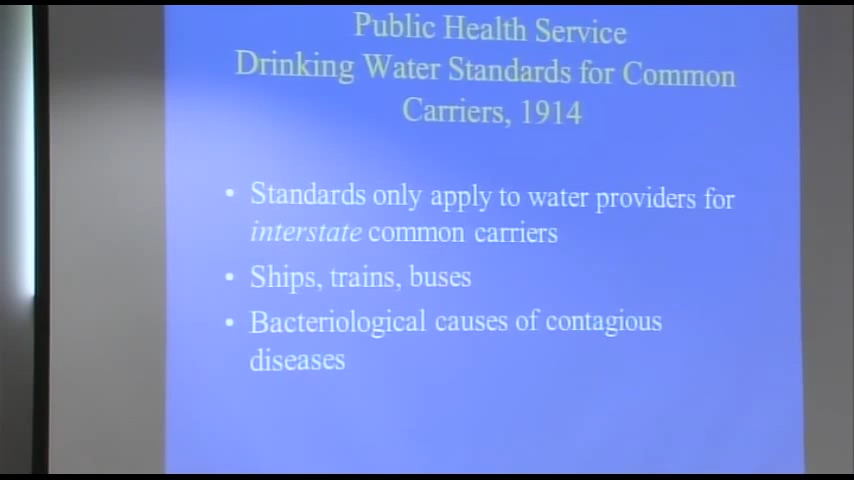 Public Health Service
Drinking Water Standards for Common
Carriers, 1914
• Standards only apply to water providers for
interstate common carriers
• Ships, trains, buses
• Bacteriological causes of contagious
diseases